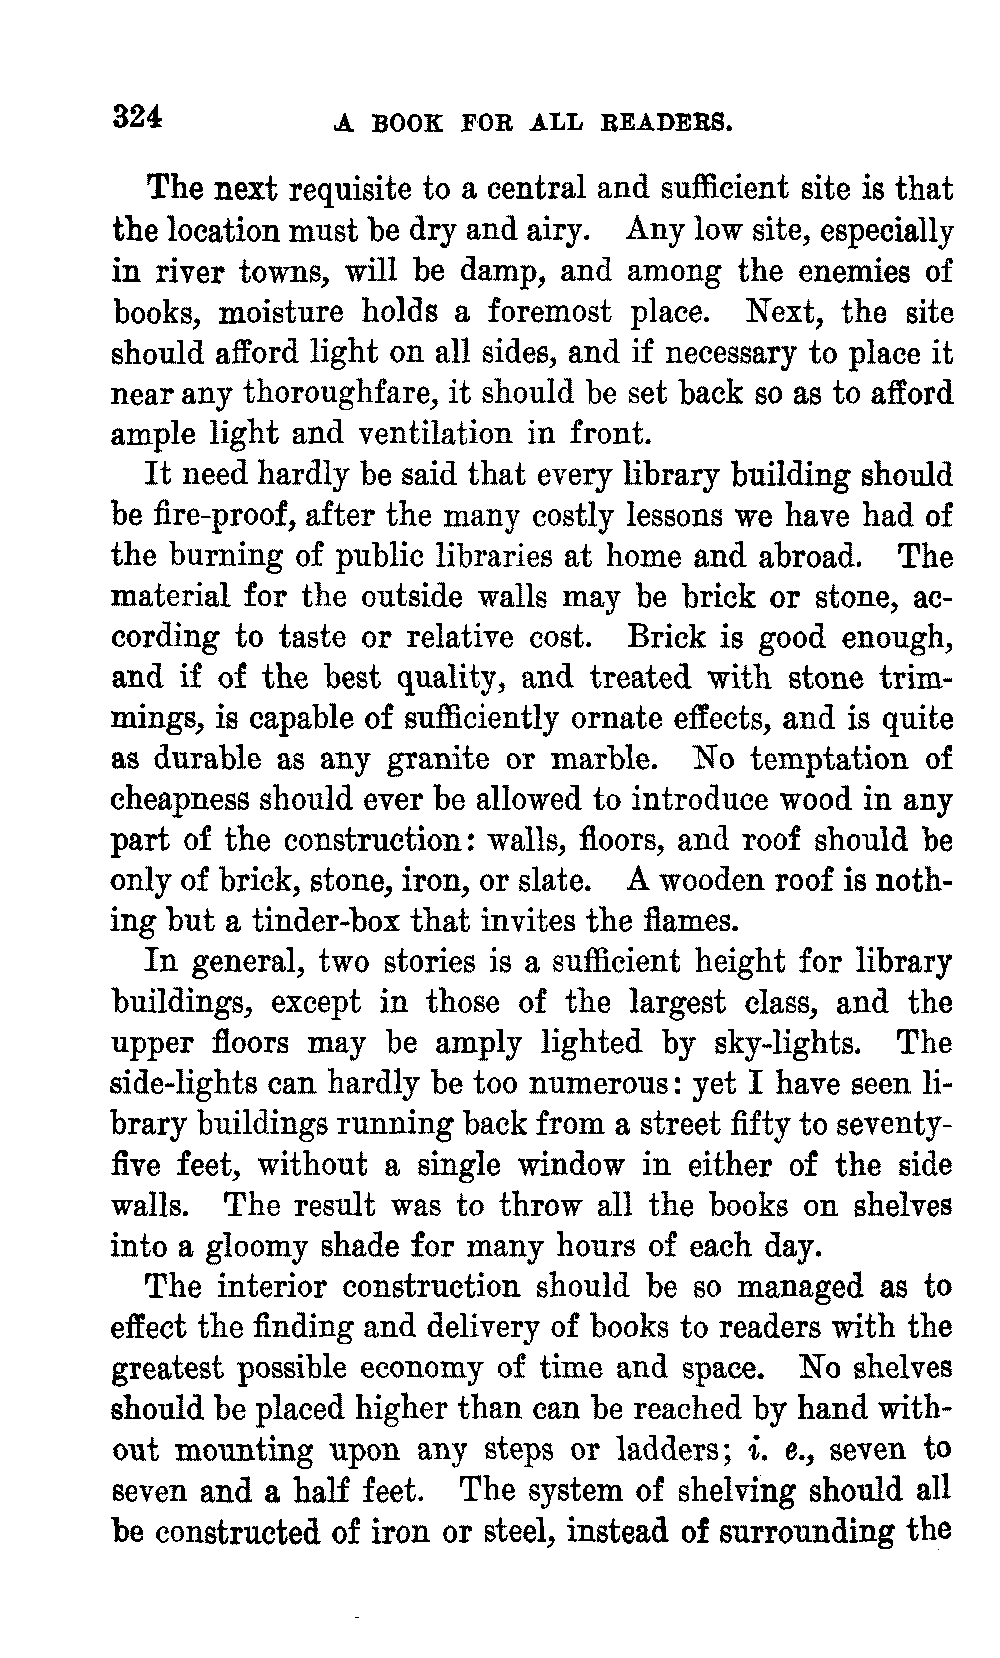 324 A BOOK FOR ALL READERS.
The next requisite to a central and sufficient site is that
the location must be dry and airy. Any low site, especially
in river towns, will be damp, and among the enemies of
books, moisture holds a foremost place. Next, the site
should afford light on all sides, and if necessary to place it
near any thoroughfare, it should be set back so as to afford
ample light and ventilation in front.
It need hardly be said that every library building should
be fire-proof, after the many costly lessons we have had of
the burning of public libraries at home and abroad. The
material for the outside walls may be brick or stone, ac-
cording to taste or relative cost. Brick is good enough,
and if of the best quality, and treated with stone trim-
mings, is capable of sufficiently ornate effects, and is quite
as durable as any granite or marble. No temptation of
cheapness should ever be allowed to introduce wood in any
part of the construction: walls, floors, and roof should be
only of brick, stone, iron, or slate. A wooden roof is noth-
ing but a tinder-box that invites the flames.
In general, two stories is a sufficient height for library
buildings, except in those of the largest class, and the
upper floors may be amply lighted by sky-lights. The
side-lights can hardly be too numerous: yet I have seen li-
brary buildings running back from a street fifty to seventy-
five feet, without a single window in either of the side
walls. The result was to throw all the books on shelves
into a gloomy shade for many hours of each day.
The interior construction should be so managed as to
effect the finding and delivery of books to readers with the
greatest possible economy of time and space. No shelves
should be placed higher than can be reached by hand with-
out mounting upon any steps or ladders; i. e., seven to
seven and a half feet. The system of shelving should all
be constructed of iron or steel, instead of surrounding the